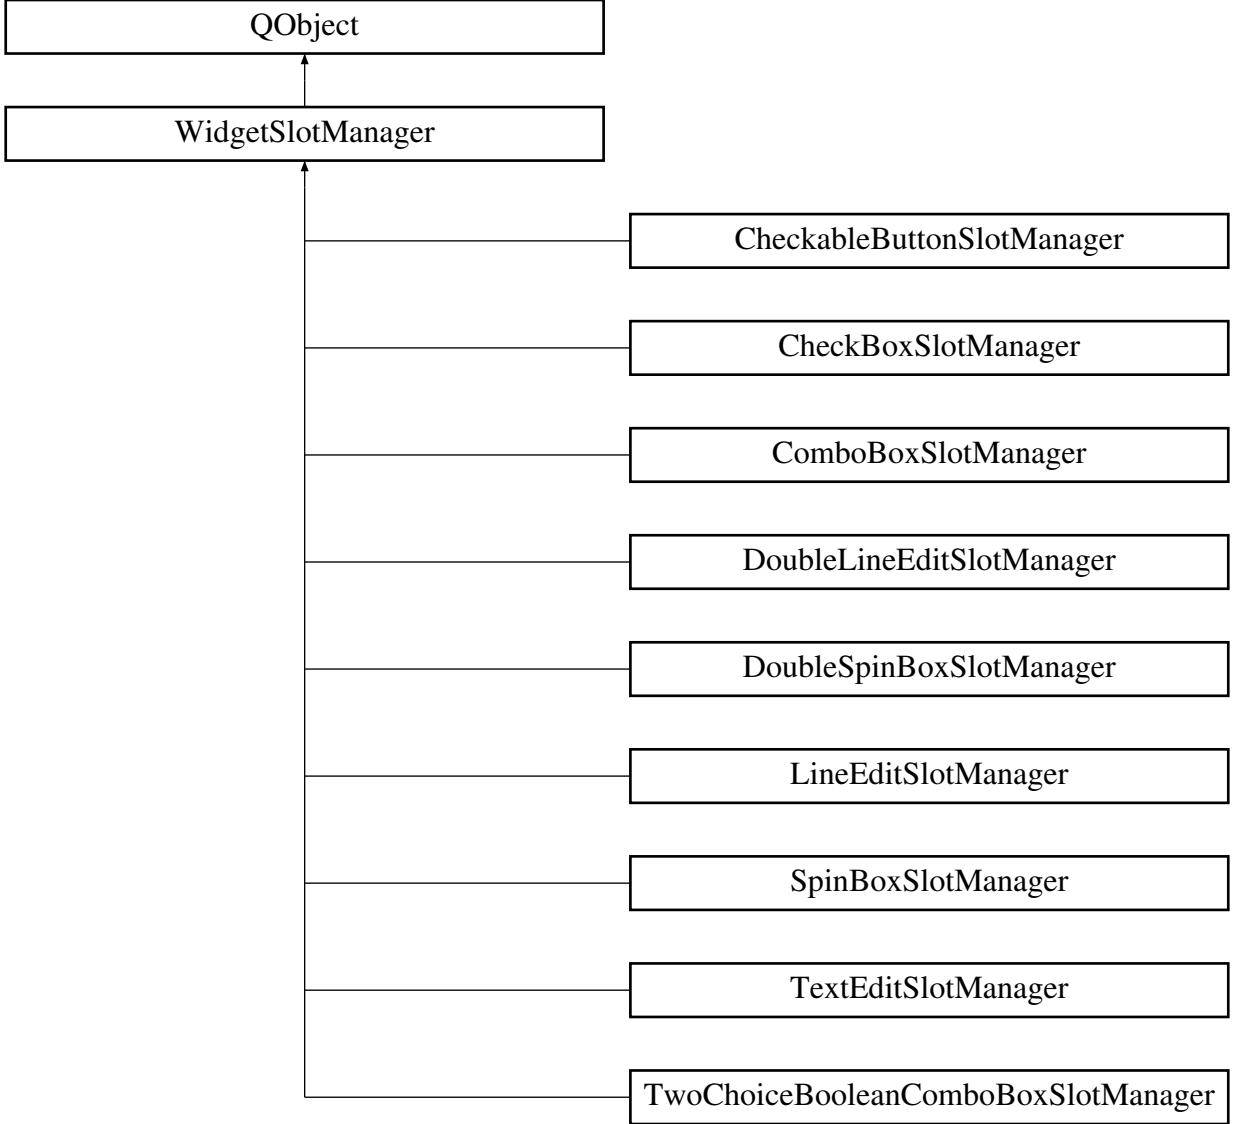 QObject
WidgetSlotManager
CheckableButtonSlotManager
CheckBoxSlotManager
ComboBoxSlotManager
DoubleLineEditSlotManager
DoubleSpinBoxSlotManager
LineEditSlotManager
SpinBoxSlotManager
TextEditSlotManager
TwoChoiceBooleanComboBoxSlotManager